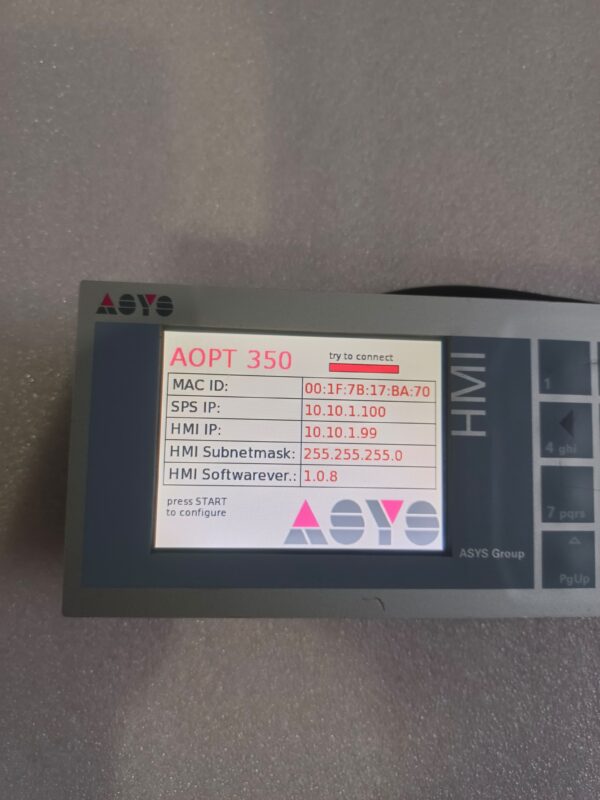 ASYS
AOPT 350
try to connect
MAC ID: 00:1F:7B:17:BA:70
SPS IP: 10.10.1.100
HMI IP: 10.10.1.99
HMI Subnetmask: 255.255.255.0
HMI Softwarever.: 1.0.8
press START
to configure
ASYS
HMI
ASYS Group
1
4 ghi
7 pqrs
PgUp